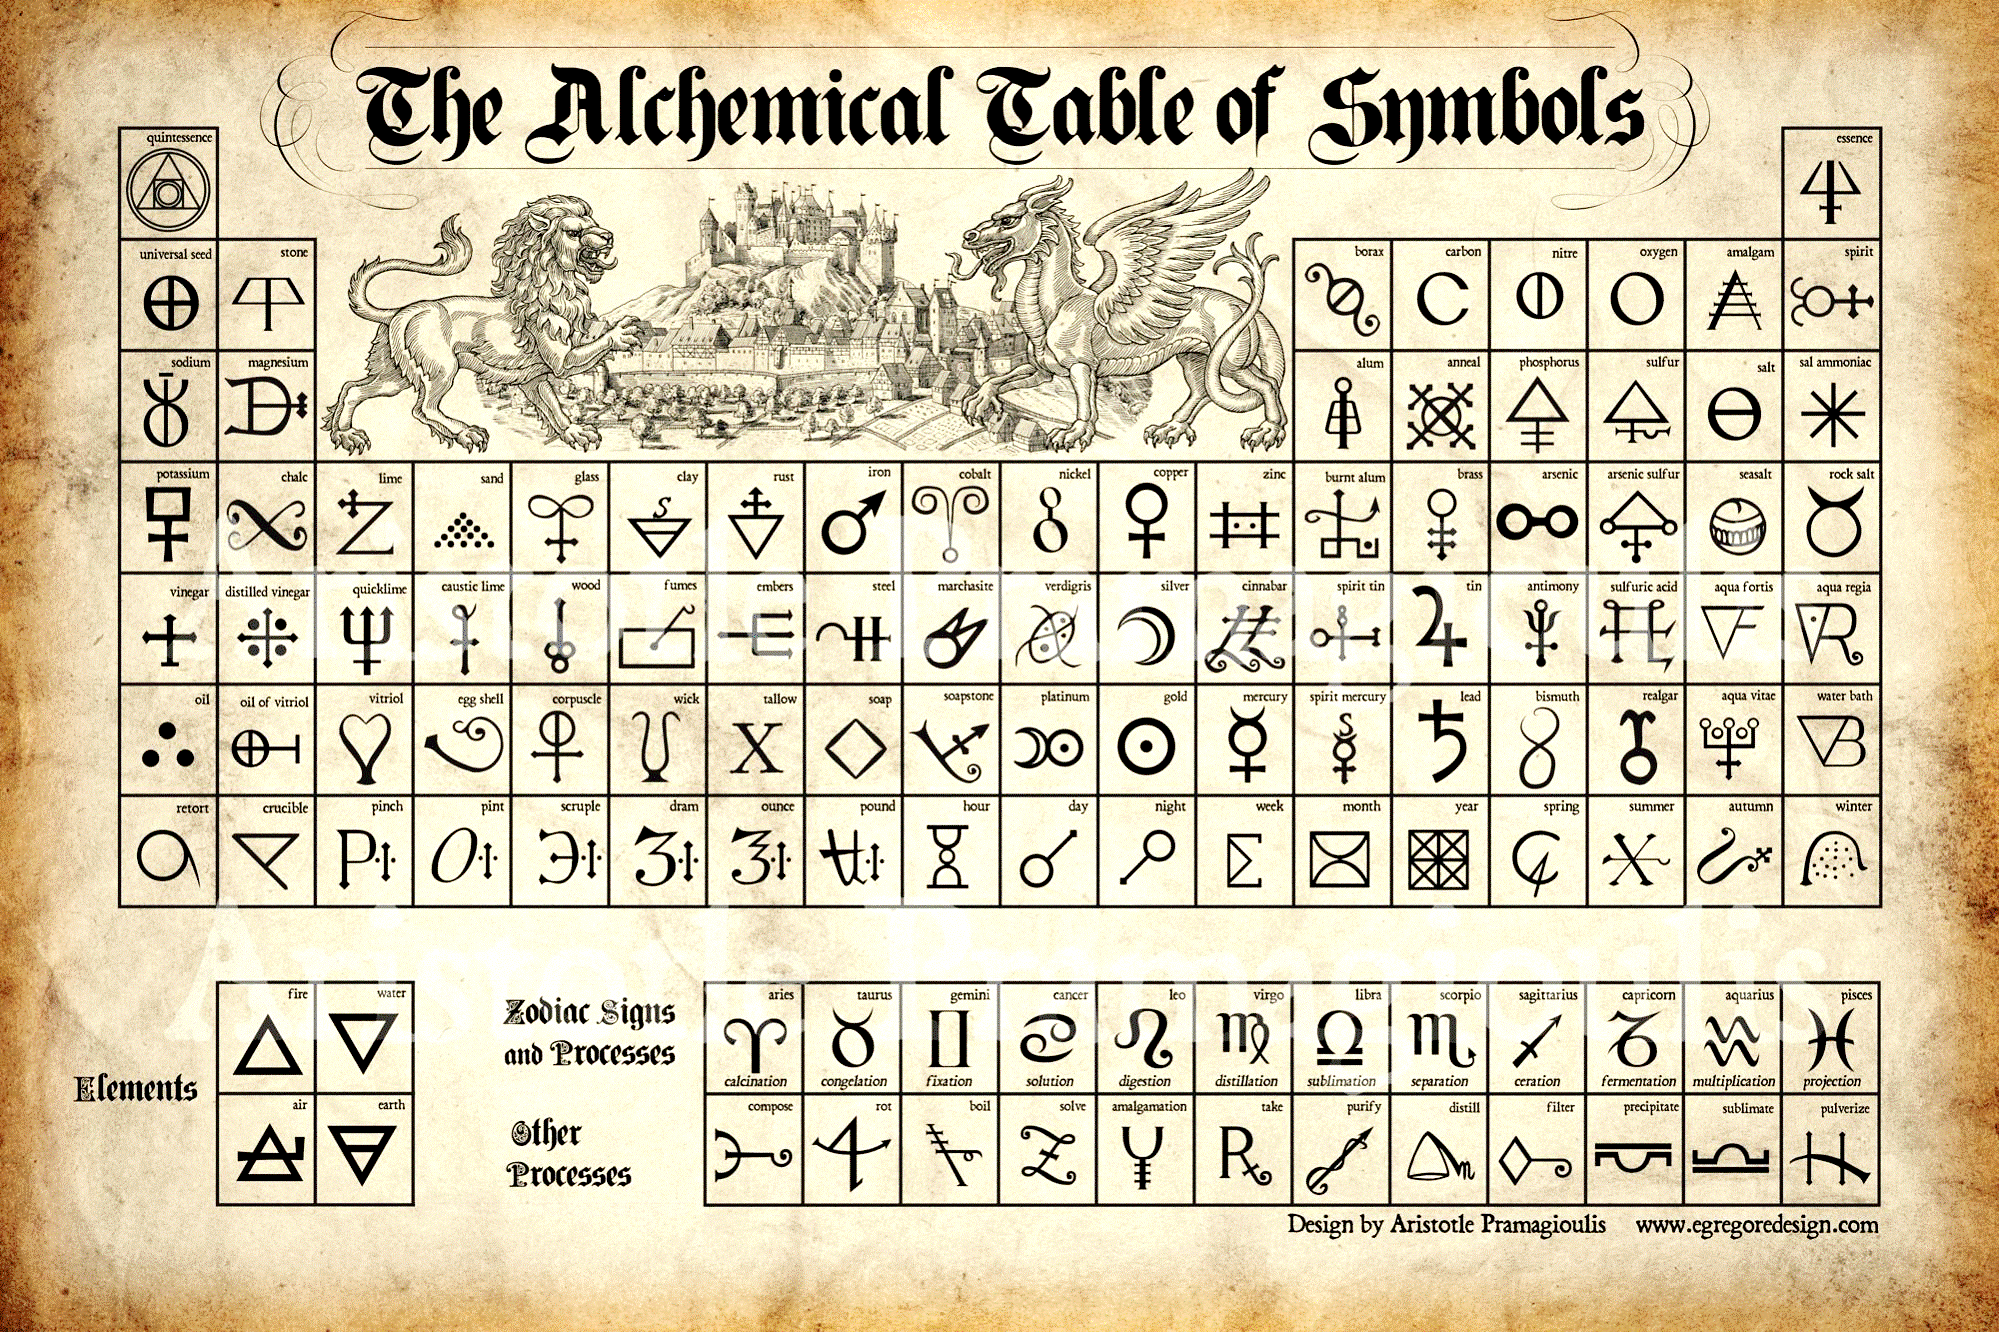 The Alchemical Table of Symbols
quintessence essence
universal seed stone borax carbon nitre oxygen amalgam spirit
sodium magnesium alum anneal phosphorus sulfur salt sal ammoniac
potassium chalc lime sand glass clay rust iron cobalt nickel copper zinc burnt alum brass arsenic arsenic sulfur seasalt rock salt
vinegar distilled vinegar quicklime caustic lime wood fumes embers steel marchasite verdigris silver cinnabar spirit tin tin antimony sulfuric acid aqua fortis aqua regia
oil oil of vitriol vitriol egg shell corpuscle wick tallow soap soapstone platinum gold mercury spirit mercury lead bismuth realgar aqua vitae water bath
retort crucible pinch pint scruple dram ounce pound hour day night week month year spring summer autumn winter
Elements
fire water
air earth
Zodiac Signs
and Processes
aries taurus gemini cancer leo virgo libra scorpio sagittarius capricorn aquarius pisces
calcination congelation fixation solution digestion distillation sublimation separation ceration fermentation multiplication projection
Other
Processes
compose rot boil solve amalgamation take purify distill filter precipitate sublimate pulverize
Design by Aristotle Pramagioulis www.egregoredesign.com
Aristotle Pramagioulis
Aristotle Pramagioulis